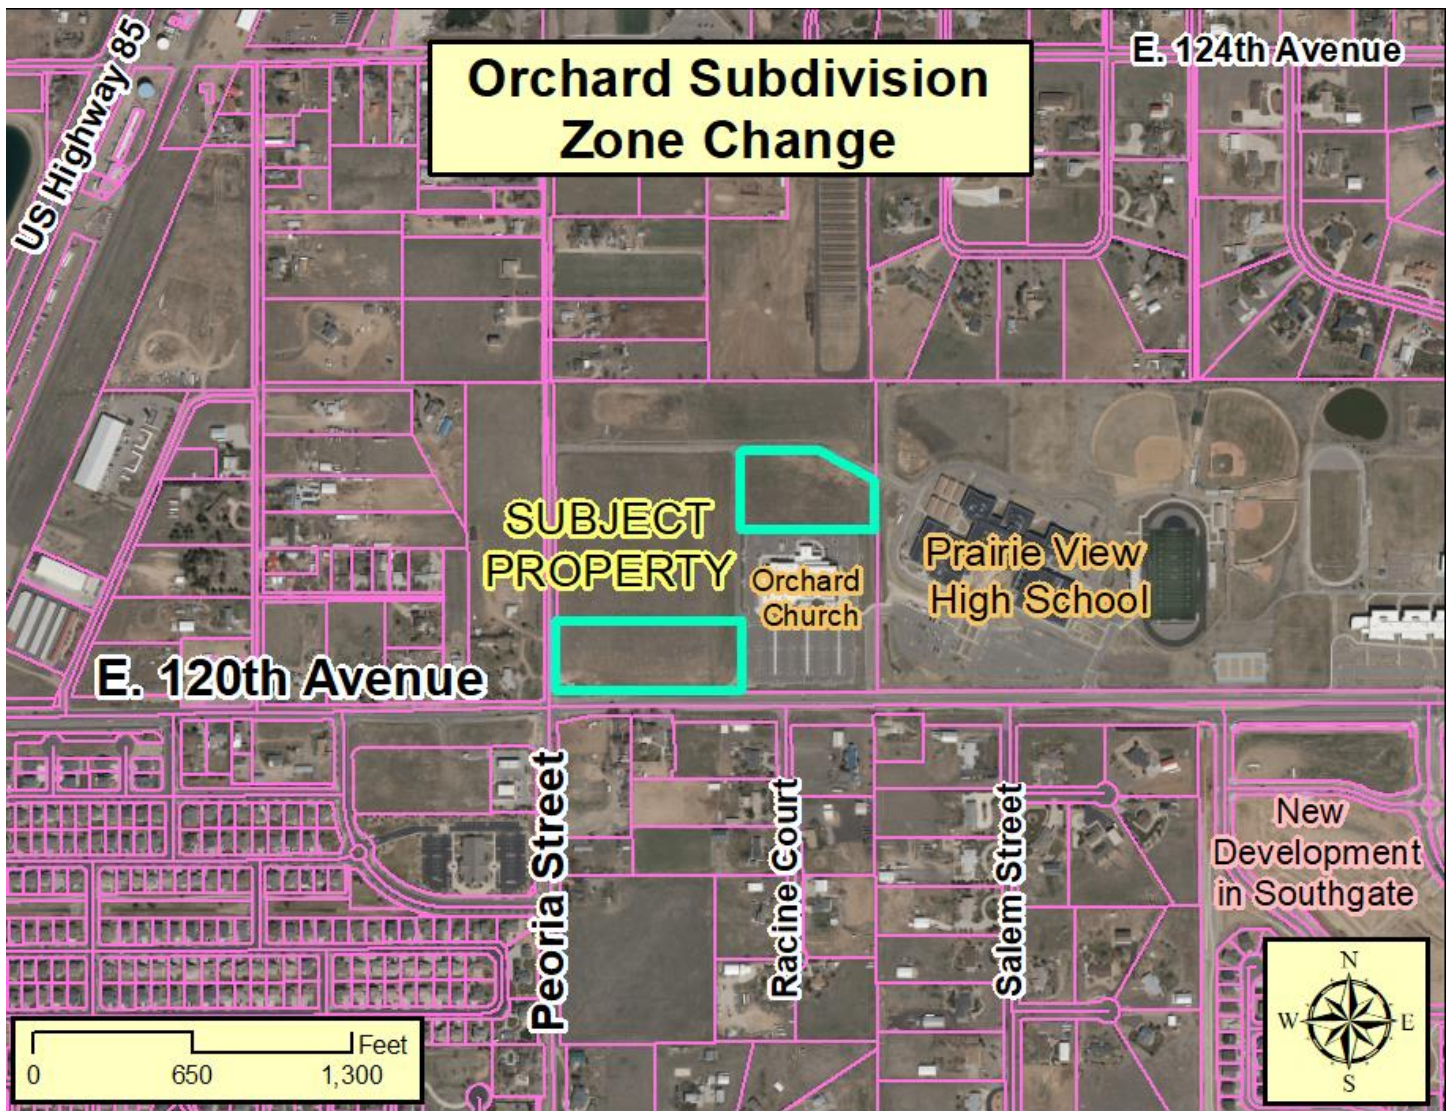 US Highway 85
Orchard Subdivision
Zone Change
E. 124th Avenue
SUBJECT
PROPERTY
Orchard
Church
Prairie View
High School
E. 120th Avenue
Peoria Street
Racine Court
Salem Street
New
Development
in Southgate
Feet
0 650 1,300
N
W E
S